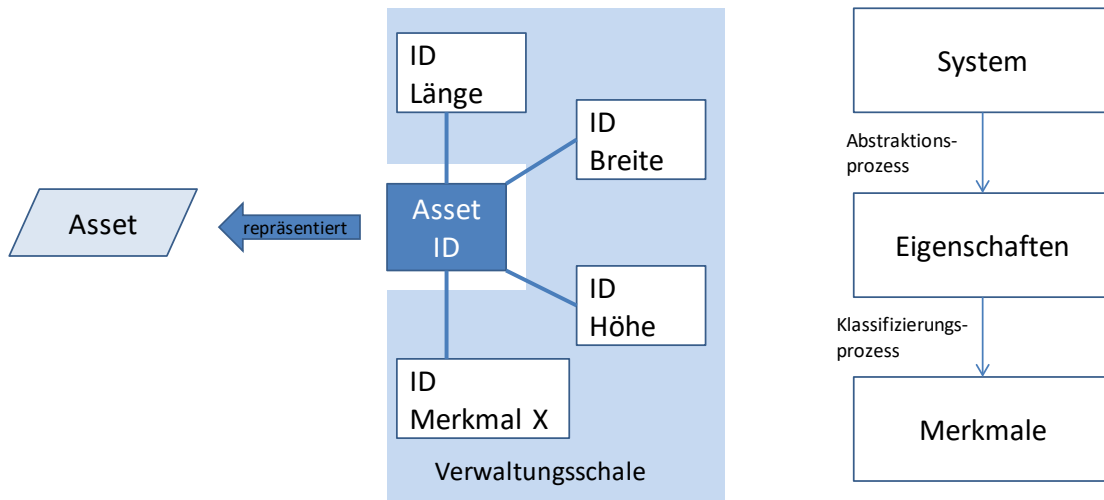 Asset
repräsentiert
Asset
ID
ID
Länge
ID
Breite
ID
Höhe
ID
Merkmal X
Verwaltungsschale
System
Abstraktions-
prozess
Eigenschaften
Klassifizierungs-
prozess
Merkmale